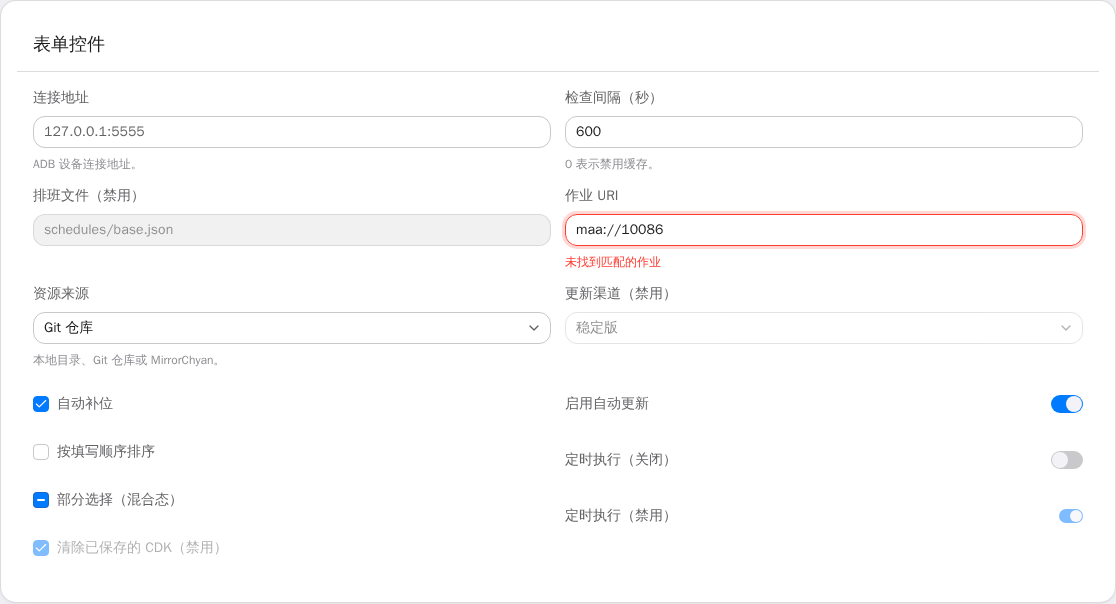 表单控件
连接地址
127.0.0.1:5555
ADB 设备连接地址。
检查间隔（秒）
600
0 表示禁用缓存。
排班文件（禁用）
schedules/base.json
作业 URI
maa://10086
未找到匹配的作业
资源来源
Git 仓库
本地目录、Git 仓库或 MirrorChyan。
更新渠道（禁用）
稳定版
自动补位
按填写顺序排序
部分选择（混合态）
清除已保存的 CDK（禁用）
启用自动更新
定时执行（关闭）
定时执行（禁用）